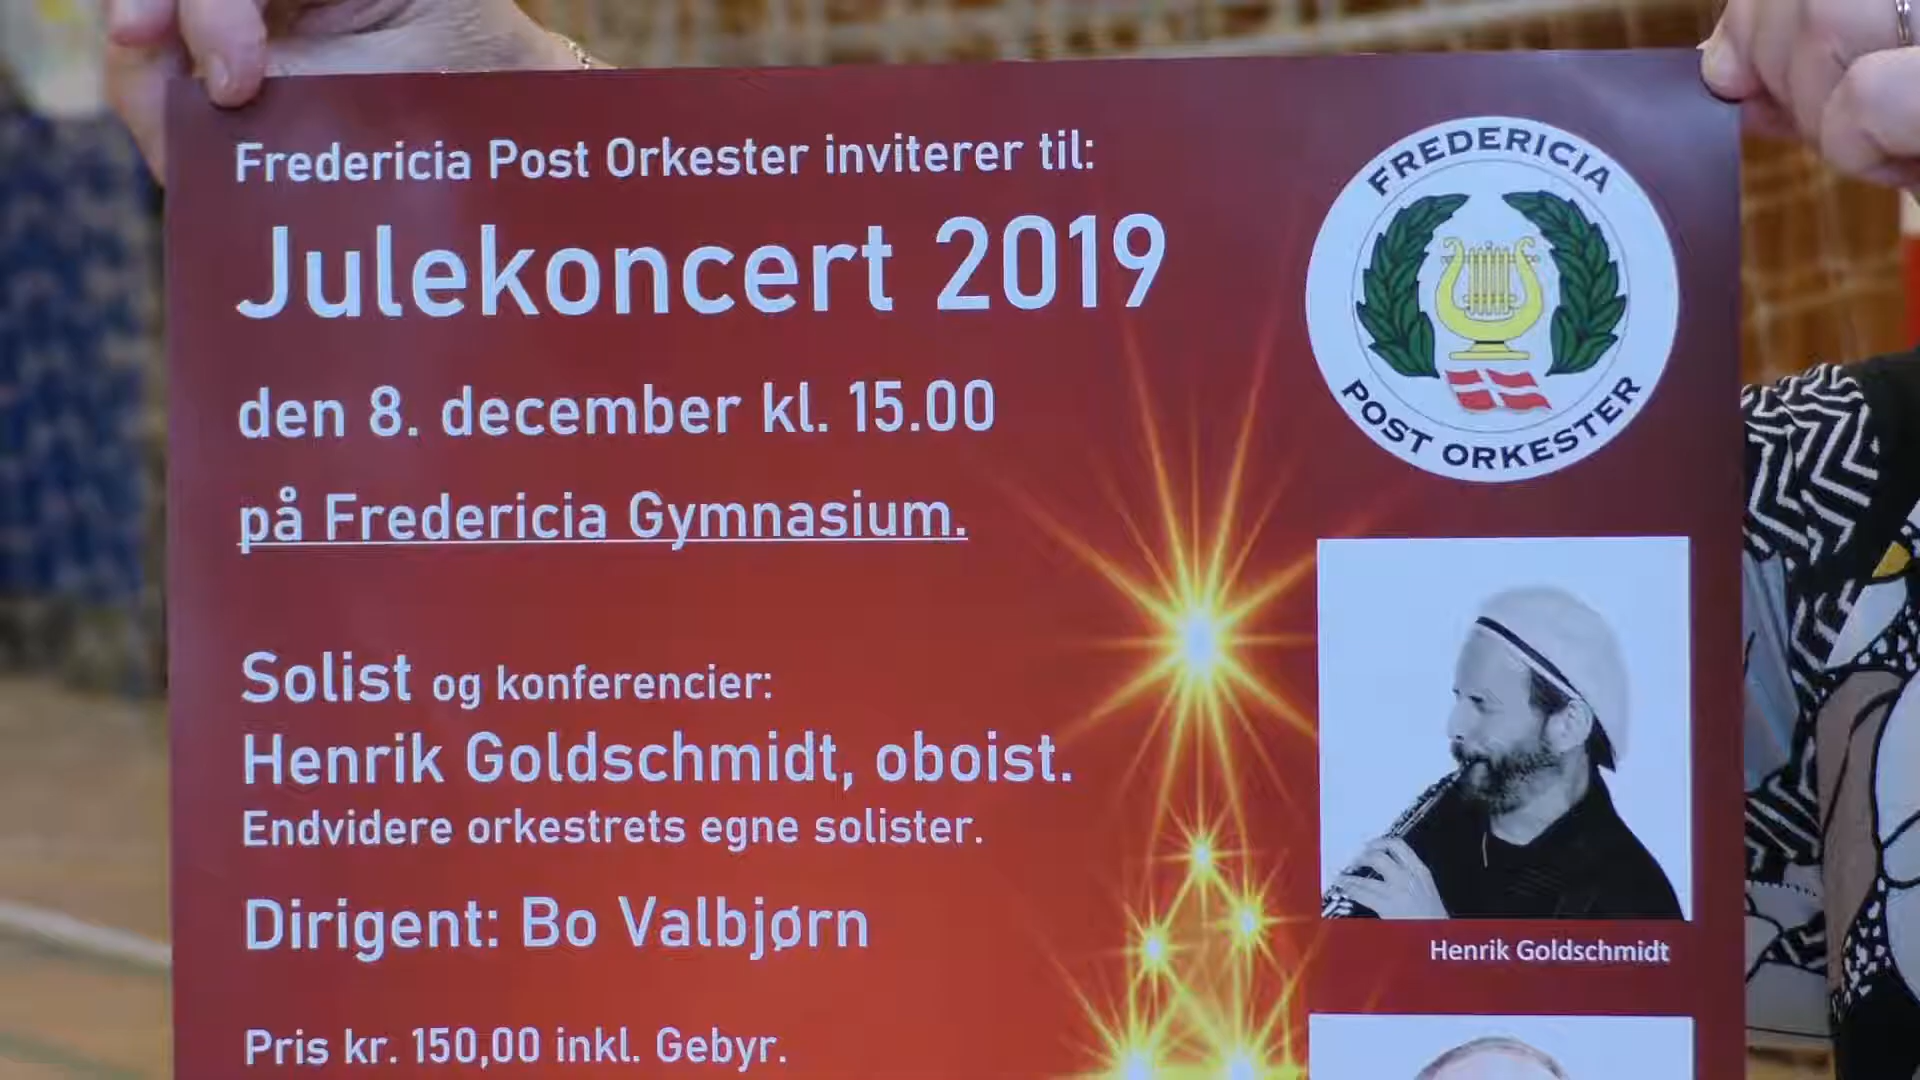 Fredericia Post Orkester inviterer til:
Julekoncert 2019
den 8. december kl. 15.00
på Fredericia Gymnasium.
Solist og konferencier:
Henrik Goldschmidt, oboist.
Endvidere orkestrets egne solister.
Dirigent: Bo Valbjørn
Pris kr. 150,00 inkl. Gebyr.
FREDERICIA
POST ORKESTER
Henrik Goldschmidt